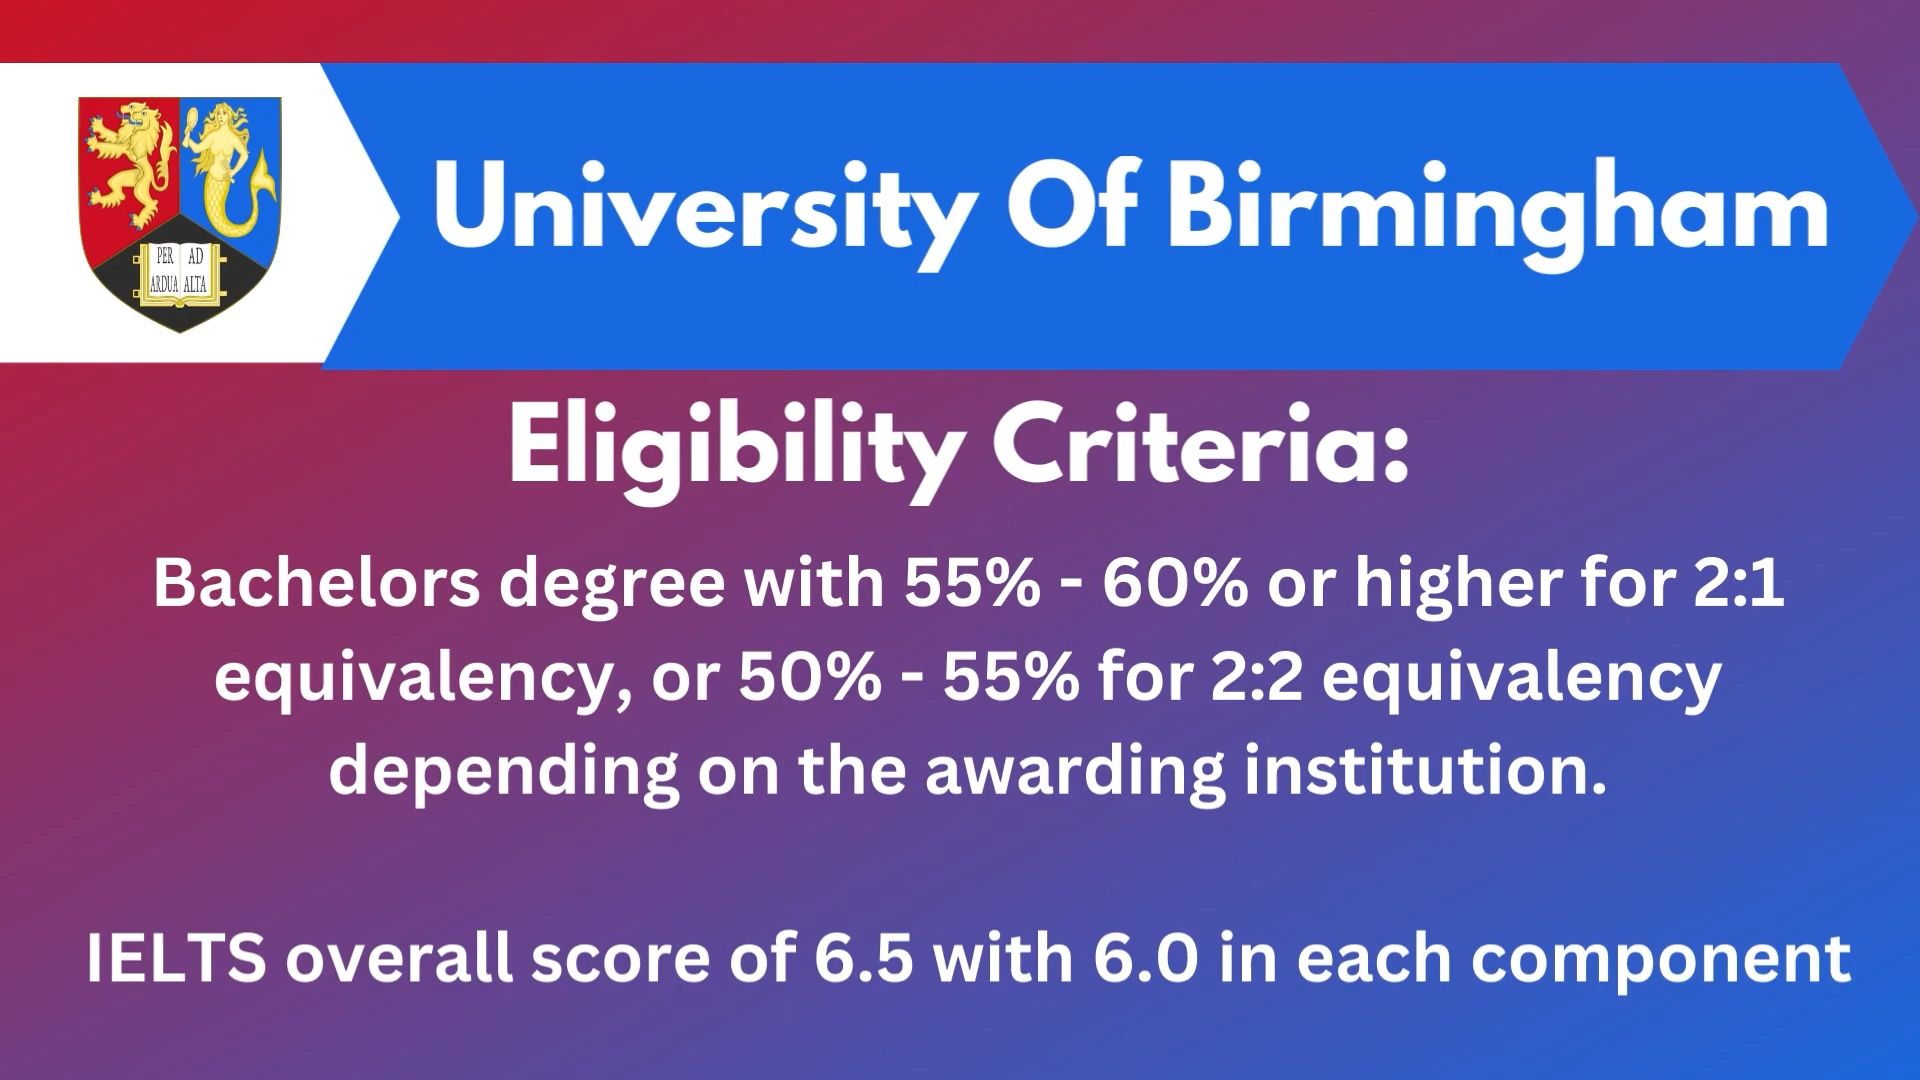 PER AD
ARDUA ALTA
University Of Birmingham
Eligibility Criteria:
Bachelors degree with 55% - 60% or higher for 2:1
equivalency, or 50% - 55% for 2:2 equivalency
depending on the awarding institution.
IELTS overall score of 6.5 with 6.0 in each component